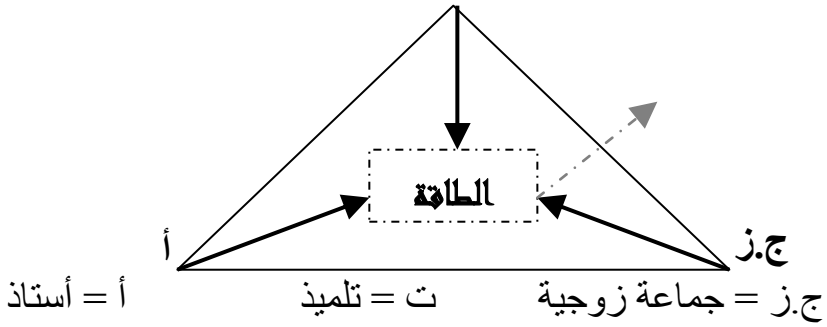 الطاقة
أ ج.ز
أ = أستاذ ت = تلميذ ج.ز = جماعة زوجية